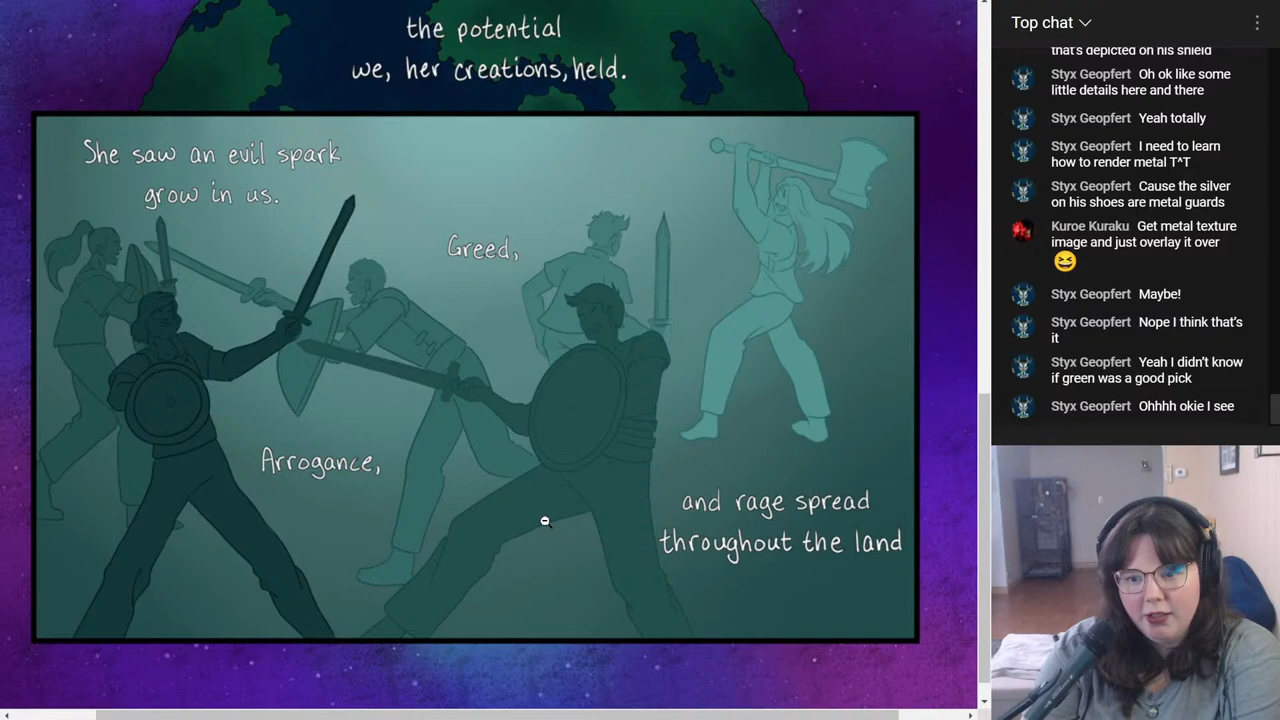 the potential
we, her creations, held.
She saw an evil spark
grow in us.
Greed,
Arrogance,
and rage spread
throughout the land
Top chat
that's depicted on his shield
Styx Geopfert Oh ok like some
little details here and there
Styx Geopfert Yeah totally
Styx Geopfert I need to learn
how to render metal T^T
Styx Geopfert Cause the silver
on his shoes are metal guards
Kuroe Kuraku Get metal texture
image and just overlay it over
Styx Geopfert Maybe!
Styx Geopfert Nope I think that's
it
Styx Geopfert Yeah I didn't know
if green was a good pick
Styx Geopfert Ohhhh okie I see